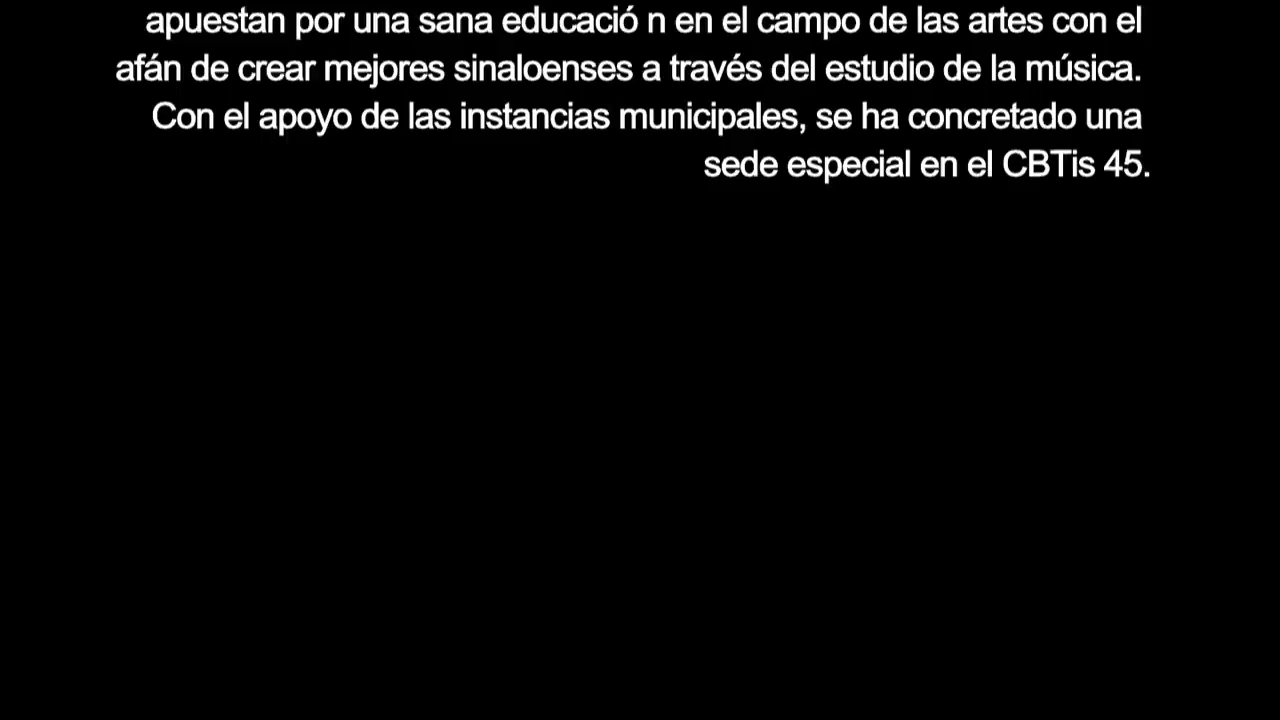 apuestan por una sana educació n en el campo de las artes con el
afán de crear mejores sinaloenses a través del estudio de la música.
Con el apoyo de las instancias municipales, se ha concretado una
sede especial en el CBTis 45.